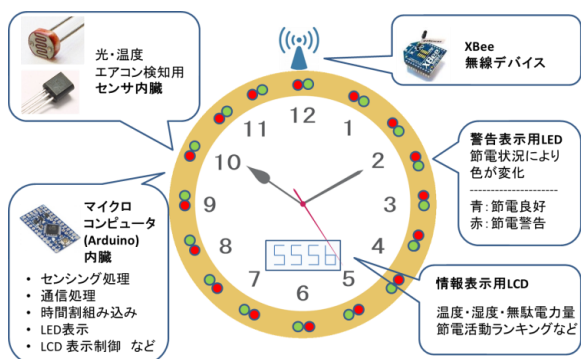 光・温度
エアコン検知用
センサ内臓
XBee
無線デバイス
警告表示用LED
節電状況により
色が変化
----------------------
青：節電良好
赤：節電警告
マイクロ
コンピュータ
(Arduino)
内臓
• センシング処理
• 通信処理
• 時間割組み込み
• LED表示
• LCD 表示制御 など
情報表示用LCD
温度・湿度・無駄電力量
節電活動ランキングなど
12
1
2
3
4
5
6
7
8
9
10
11
5556